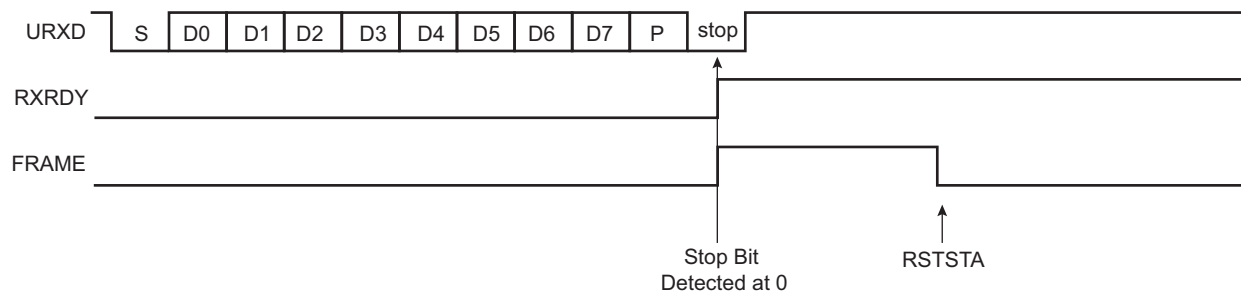 URXD S D0 D1 D2 D3 D4 D5 D6 D7 P stop
RXRDY
FRAME
Stop Bit
Detected at 0
RSTSTA